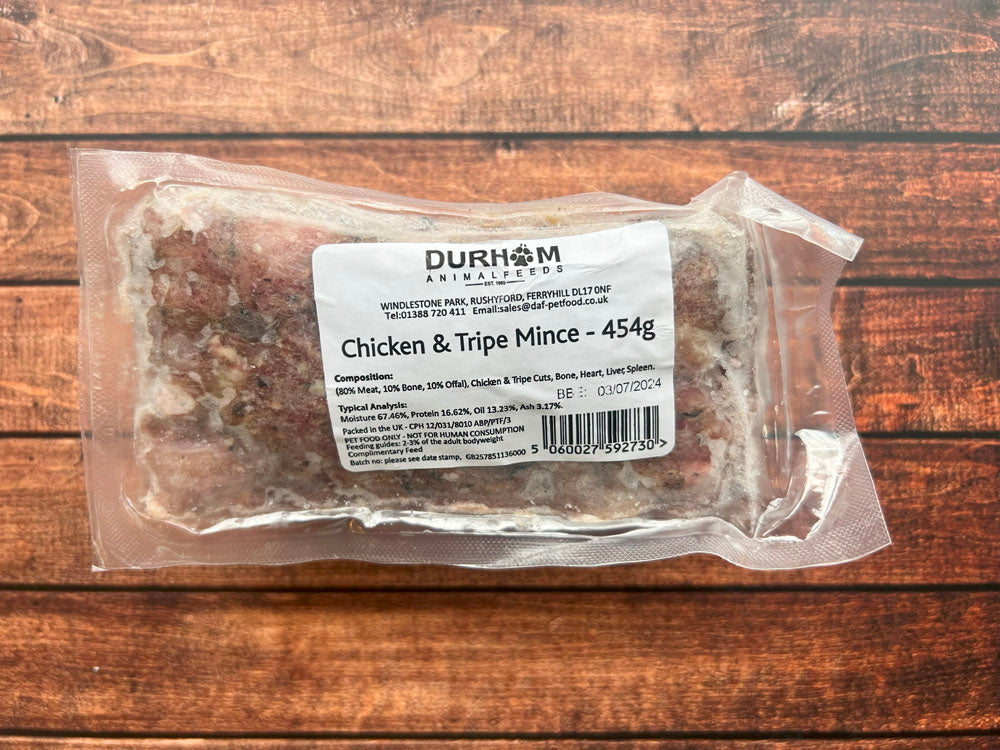 DURHAM
ANIMALFEEDS
EST. 1969
WINDLESTONE PARK, RUSHYFORD, FERRYHILL DL17 0NF
Tel:01388 720 411 Email:sales@daf-petfood.co.uk
Chicken & Tripe Mince - 454g
Composition:
(80% Meat, 10% Bone, 10% Offal), Chicken & Tripe Cuts, Bone, Heart, Liver, Spleen.
BBE: 03/07/2024
Typical Analysis:
Moisture 67.46%, Protein 16.62%, Oil 13.23%, Ash 3.17%.
Packed in the UK - CPH 12/031/8010 ABP/PTF/3
PET FOOD ONLY - NOT FOR HUMAN CONSUMPTION
Feeding guides: 2-3% of the adult bodyweight
Complimentary Feed
Batch no: please see date stamp, GB257851136000
5 060027 592730 >